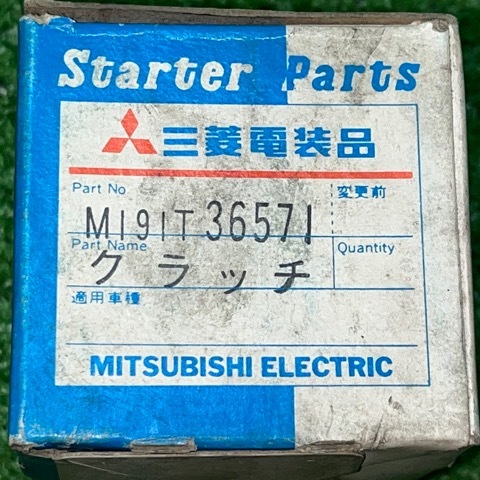 Starter Parts
三菱電装品
Part No 変更前
M191T36571
Part Name Quantity
クラッチ
適用車種
MITSUBISHI ELECTRIC